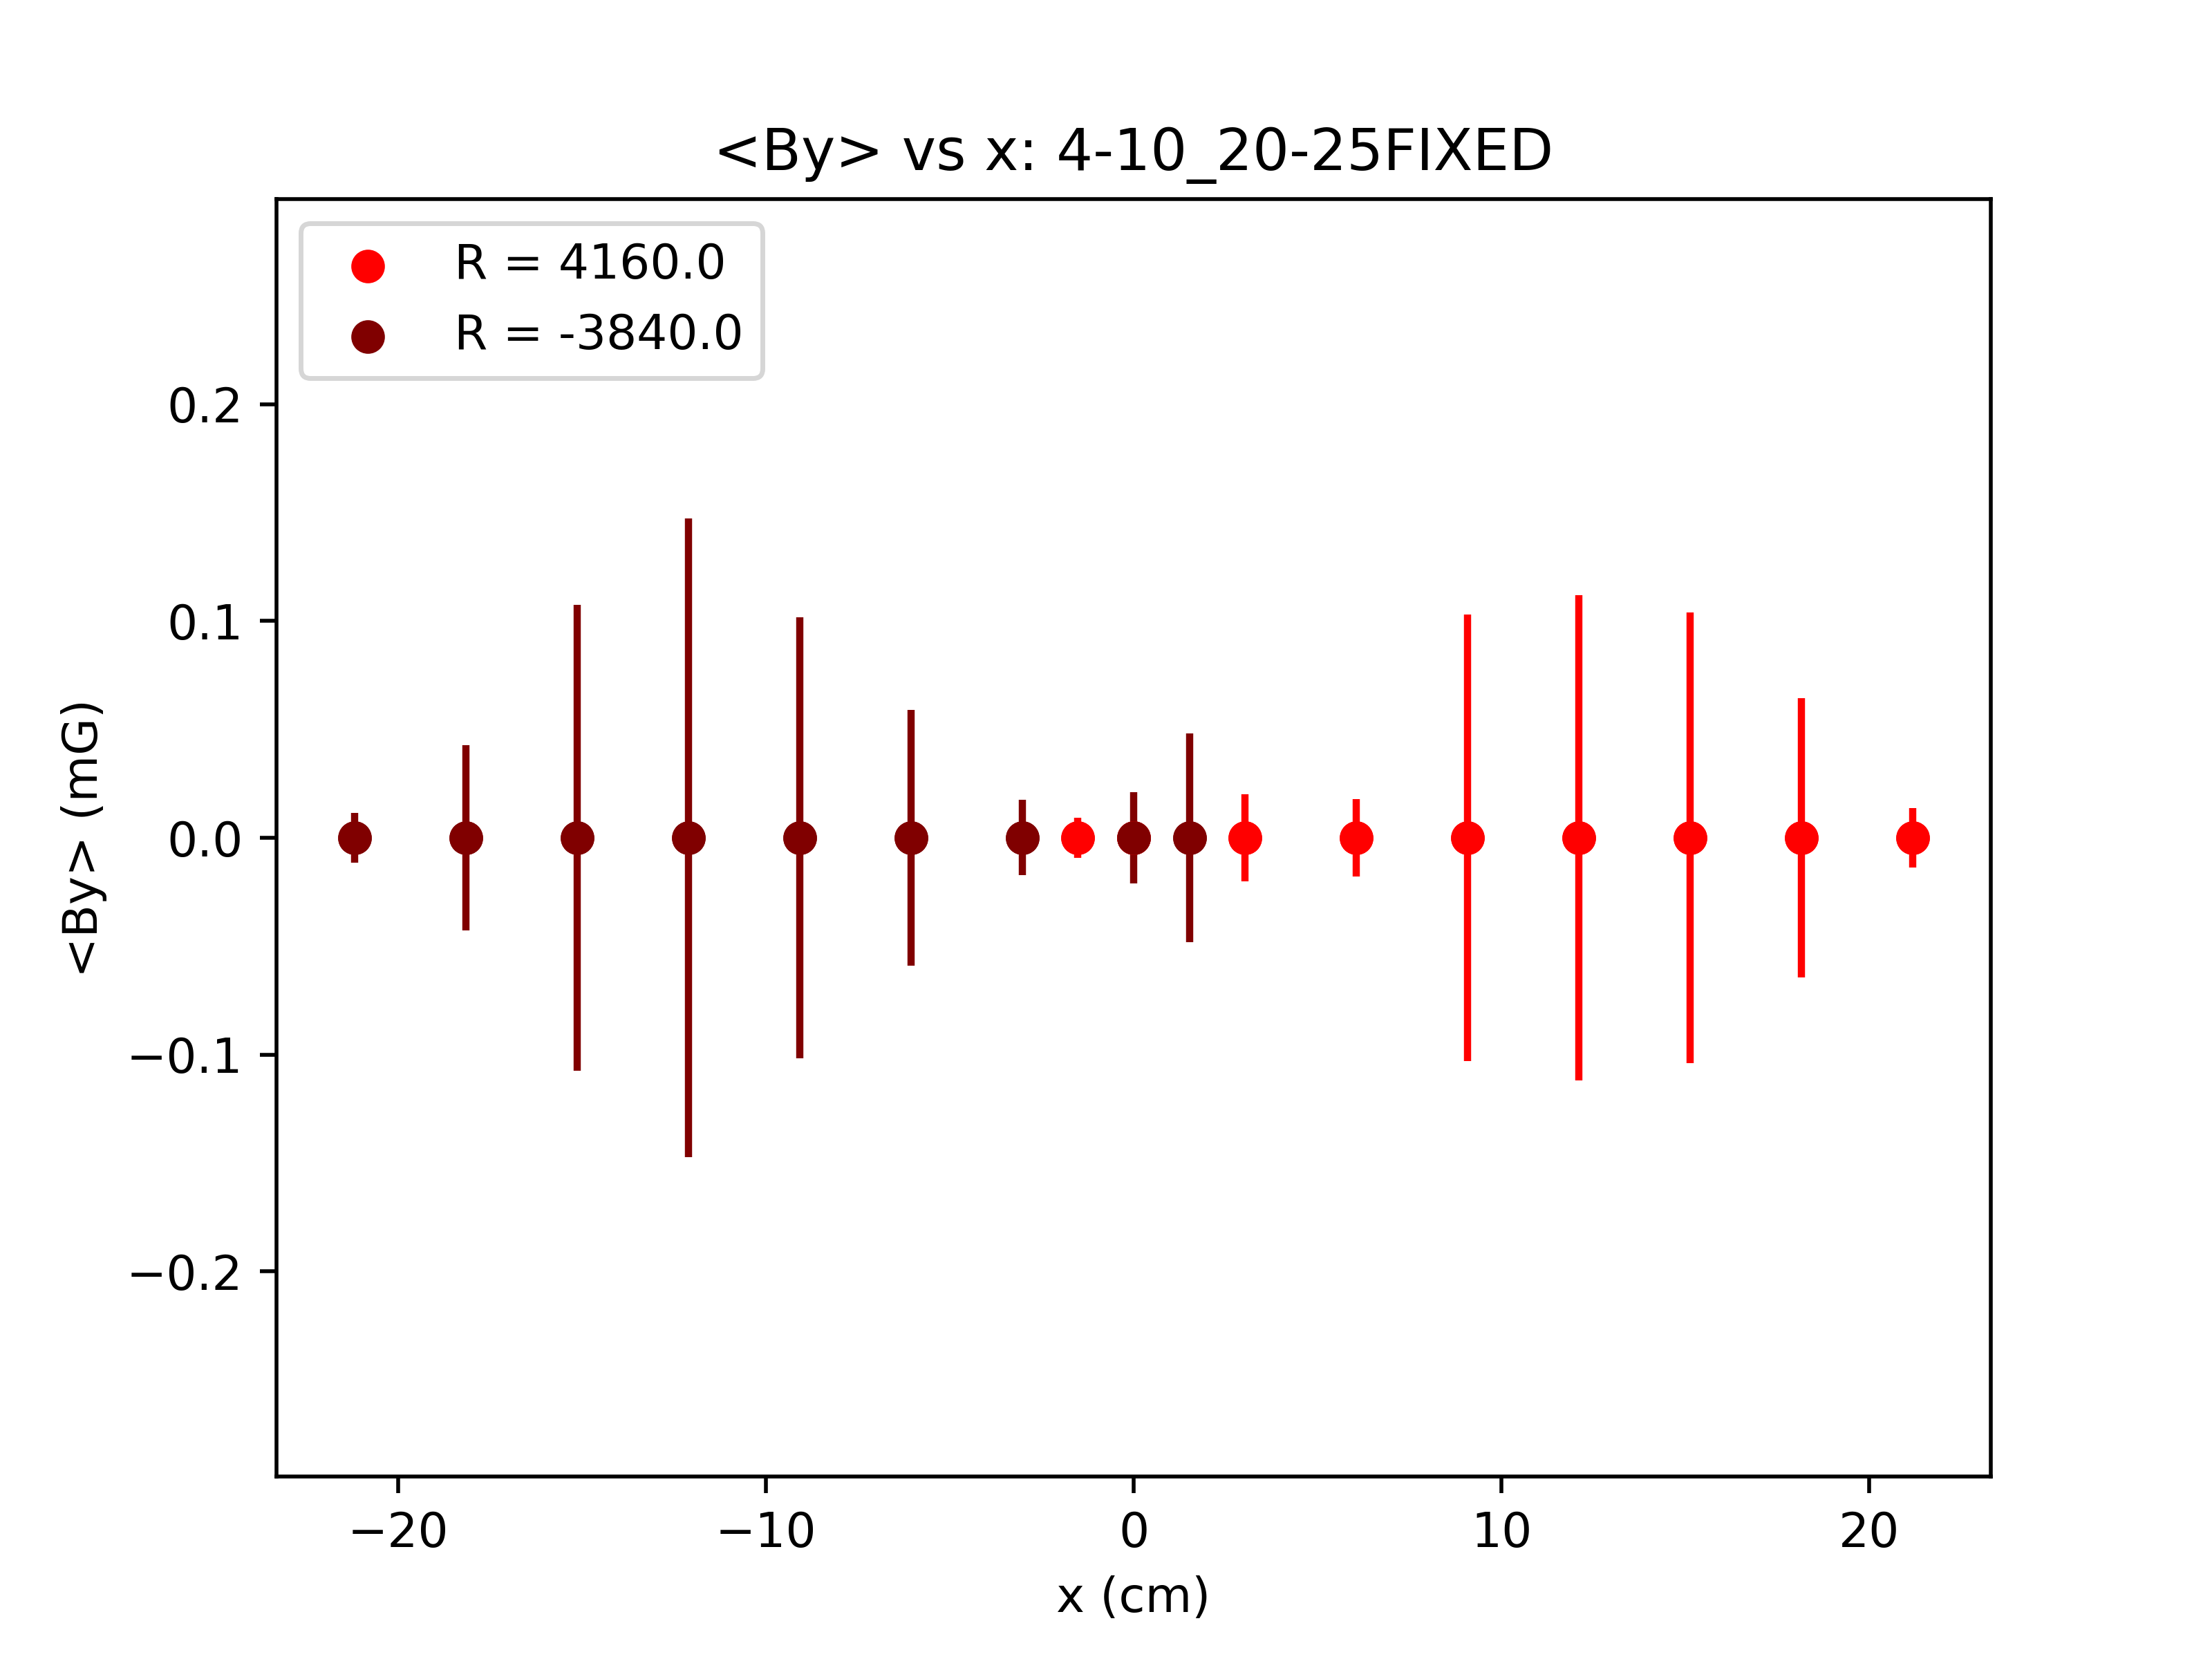 <By> vs x: 4-10_20-25FIXED
R = 4160.0
R = -3840.0
0.2
0.1
0.0
−0.1
−0.2
<By> (mG)
−20 −10 0 10 20
x (cm)